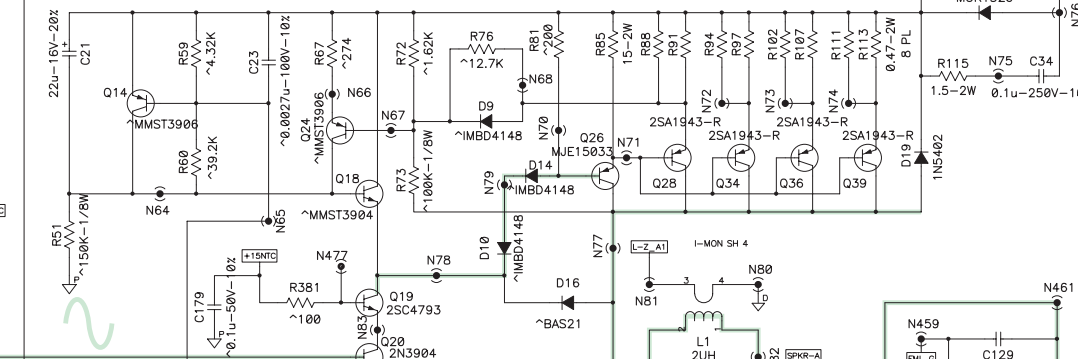 22u-16V-20%
+
C21
R59
^4.32K
C23
^0.0027u-100V-10%
R67
^274
R72
^1.62K
R76
^12.7K
R81
^200
R85
15-2W
R88
R91
R94
R97
R102
R107
R111
R113
0.47-2W
8 PL
Q14
^MMST3906
N66
Q24
^MMST3906
N67
D9
^IMBD4148
N68
N70
N72
N73
N74
R115
1.5-2W
N75
C34
0.1u-250V-10
2SA1943-R
2SA1943-R
2SA1943-R
2SA1943-R
Q26
MJE15033
N71
Q28
Q34
Q36
Q39
D19
1N5402
R60
^39.2K
N64
Q18
^MMST3904
R73
^100K-1/8W
N79
D14
^IMBD4148
R51
^150K-1/8W
P
N65
+15NTC
N477
N78
D10
^IMBD4148
N77
L-Z_A1
I-MON SH 4
N81
3
4
N80
D
C179
^0.1u-50V-10%
P
R381
^100
Q19
2SC4793
N83
Q20
2N3904
D16
^BAS21
2
1
L1
2UH
SPKR-A
N461
N459
C129